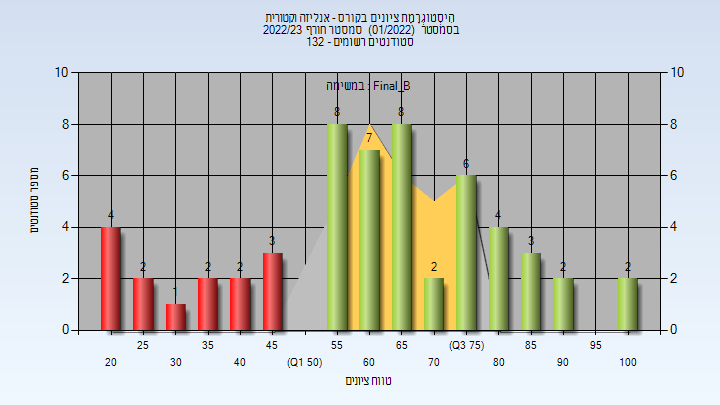 היסטוגרמת ציונים בקורס - אנליזה וקטורית
בסמסטר (01/2022) סמסטר חורף 2022/23
סטודנטים רשומים - 132
במשימה : Final_B
מספר סטודנטים
10 10
8 8
6 6
4 4
2 2
0 0
4 2 1 2 2 3 8 7 8 2 6 4 3 2 2
25 35 45 55 65 (Q3 75) 85 95
20 30 40 (Q1 50) 60 70 80 90 100
טווח ציונים